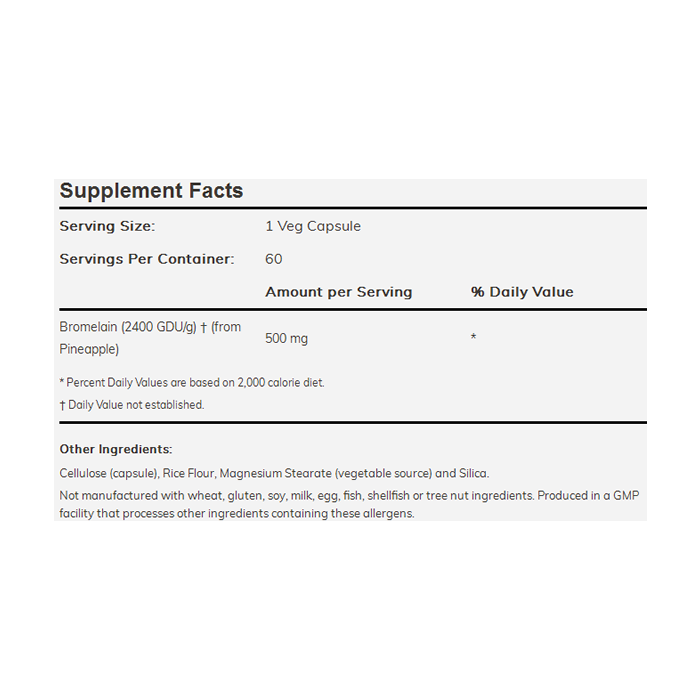 Supplement Facts
Serving Size: 1 Veg Capsule
Servings Per Container: 60
Amount per Serving % Daily Value
Bromelain (2400 GDU/g) † (from
Pineapple) 500 mg *
* Percent Daily Values are based on 2,000 calorie diet.
† Daily Value not established.
Other Ingredients:
Cellulose (capsule), Rice Flour, Magnesium Stearate (vegetable source) and Silica.
Not manufactured with wheat, gluten, soy, milk, egg, fish, shellfish or tree nut ingredients. Produced in a GMP
facility that processes other ingredients containing these allergens.